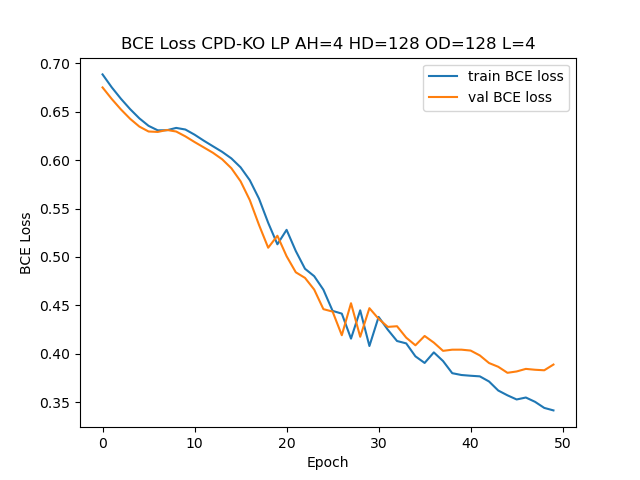 BCE Loss CPD-KO LP AH=4 HD=128 OD=128 L=4
train BCE loss
val BCE loss
BCE Loss
0.70
0.65
0.60
0.55
0.50
0.45
0.40
0.35
0 10 20 30 40 50
Epoch